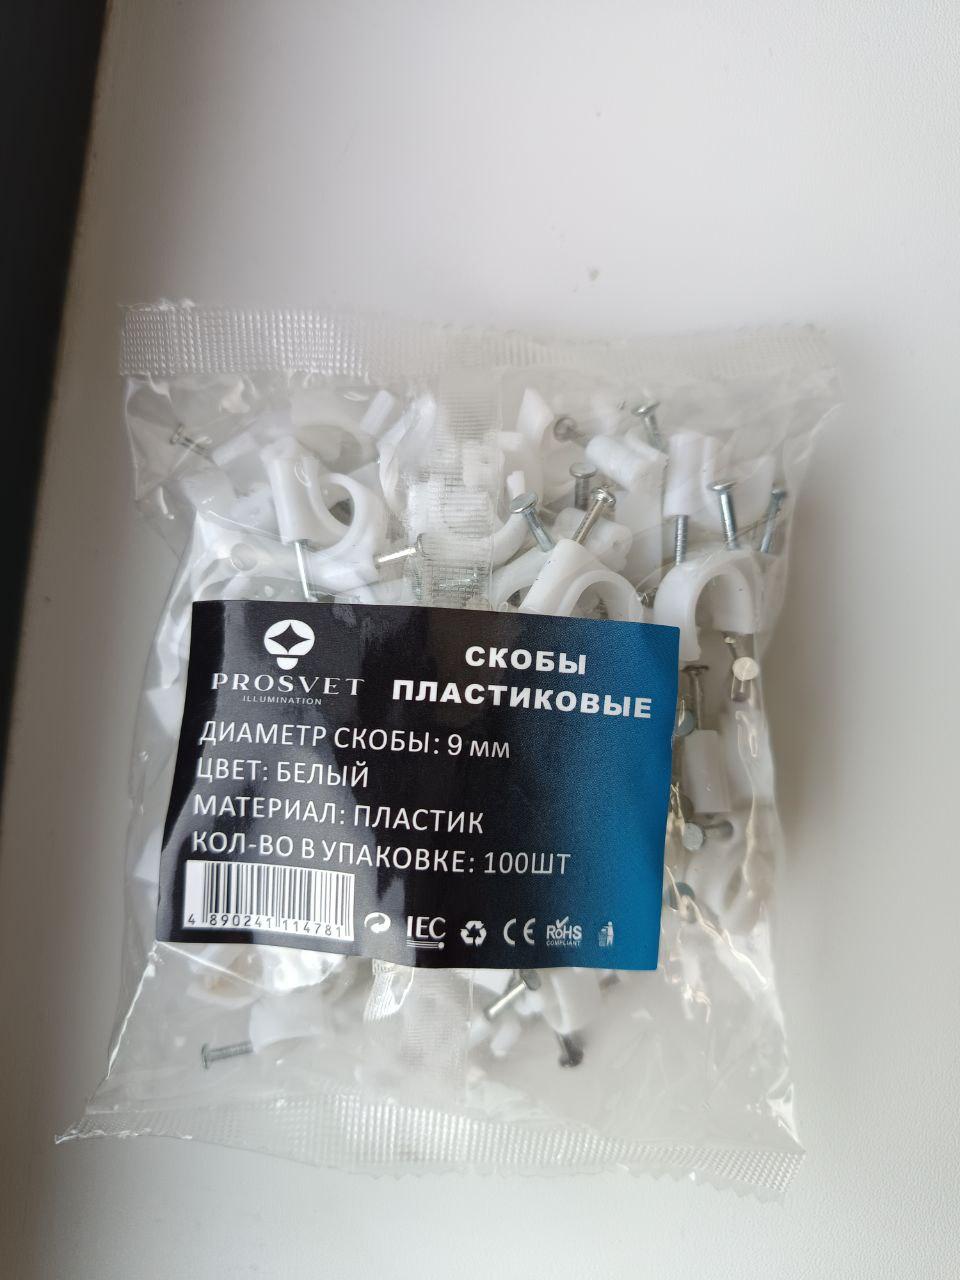 PROSVET
ILLUMINATION
СКОБЫ
ПЛАСТИКОВЫЕ
ДИАМЕТР СКОБЫ: 9 мм
ЦВЕТ: БЕЛЫЙ
МАТЕРИАЛ: ПЛАСТИК
КОЛ-ВО В УПАКОВКЕ: 100ШТ
4 890241 114781
IEC
CE
RoHS
COMPLIANT